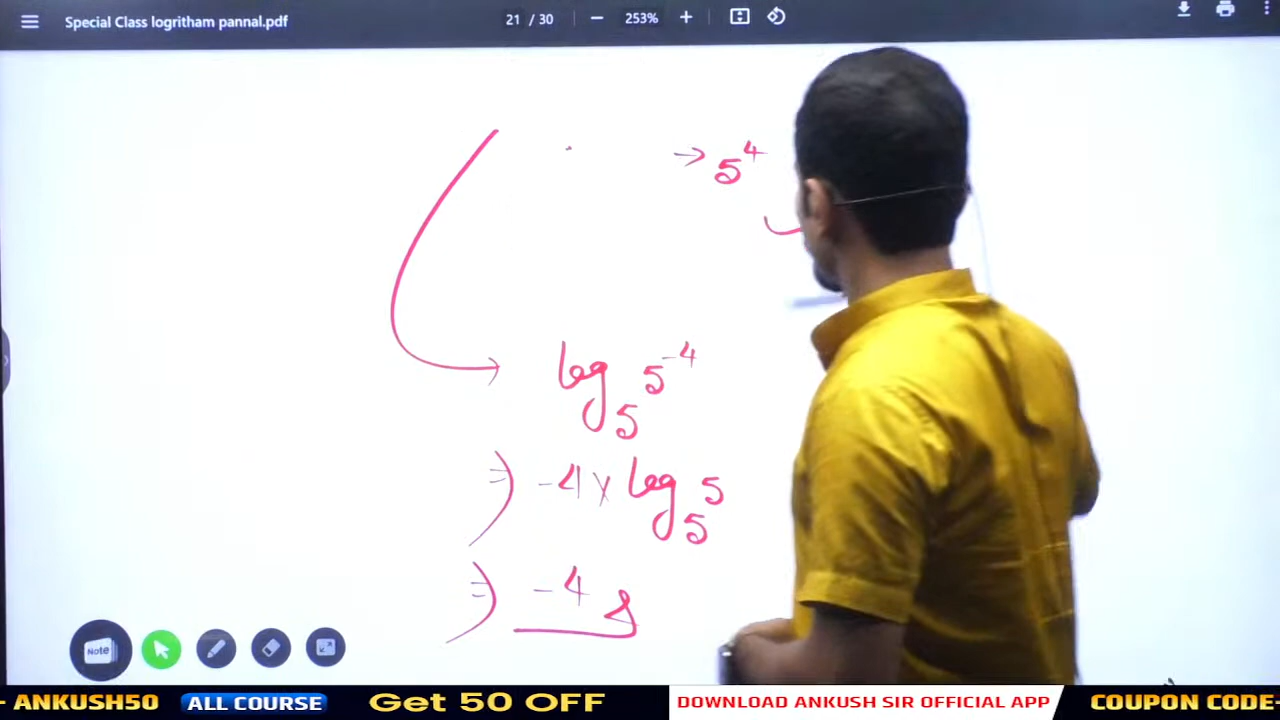 Special Class logritham pannal.pdf
21 / 30
253%
→ 5⁴
log₅ 5⁻⁴
⇒ -4 × log₅ 5
⇒ -4
Note
- ANKUSH50 ALL COURSE Get 50 OFF DOWNLOAD ANKUSH SIR OFFICIAL APP COUPON CODE-